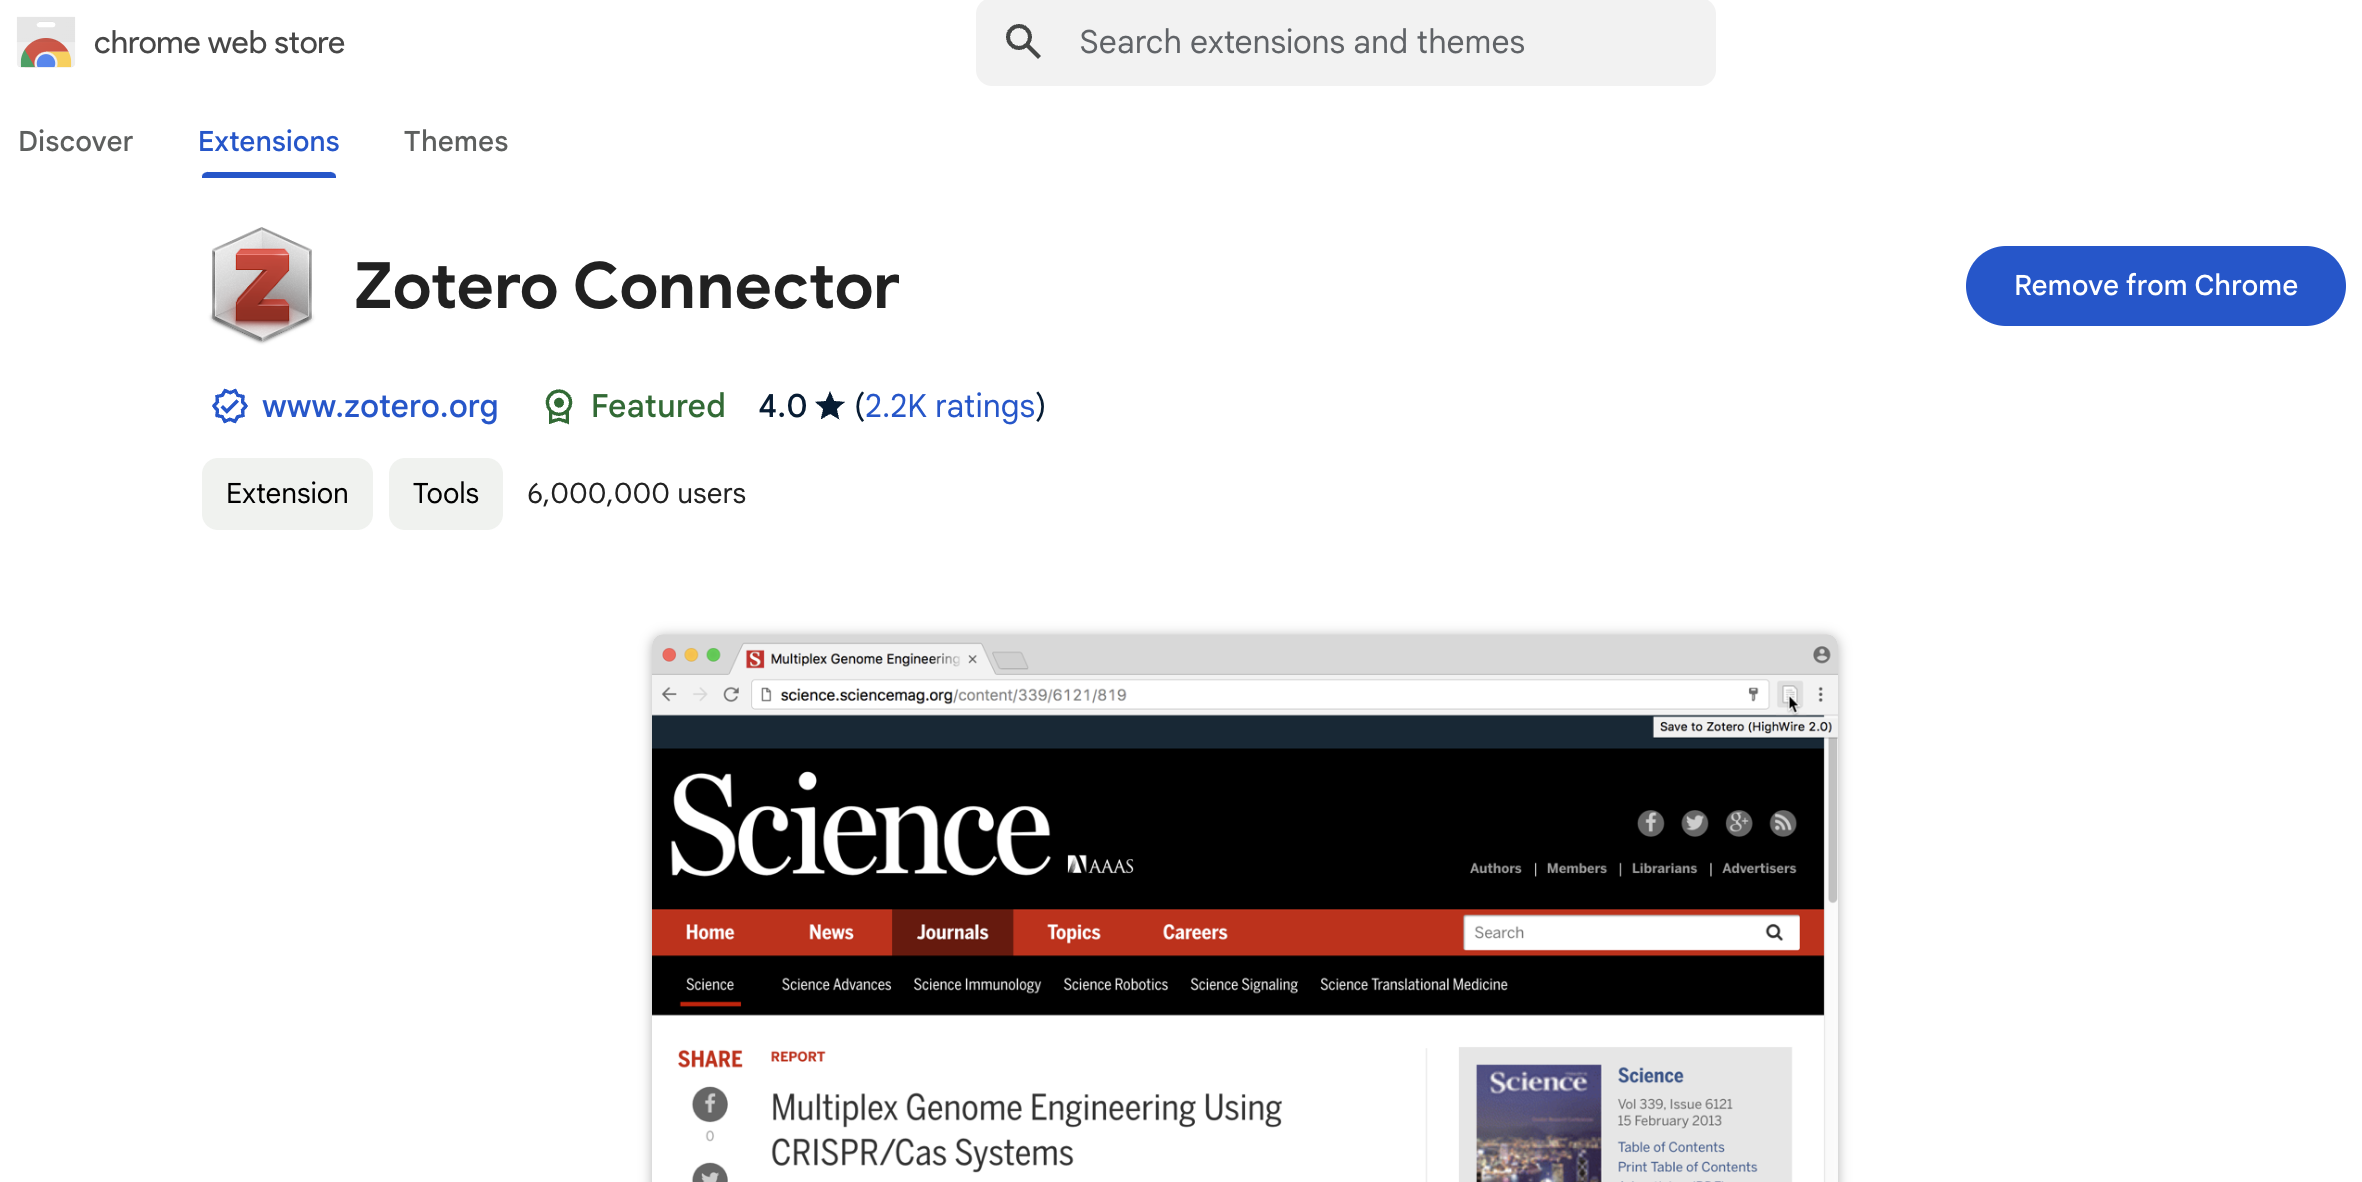 chrome web store
Search extensions and themes
Discover
Extensions
Themes
Zotero Connector
Remove from Chrome
www.zotero.org
Featured
4.0 ★ (2.2K ratings)
Extension
Tools
6,000,000 users
Multiplex Genome Engineering
science.sciencemag.org/content/339/6121/819
Save to Zotero (HighWire 2.0)
Science
AAAS
Authors | Members | Librarians | Advertisers
Home
News
Journals
Topics
Careers
Search
Science
Science Advances
Science Immunology
Science Robotics
Science Signaling
Science Translational Medicine
SHARE
REPORT
0
Multiplex Genome Engineering Using
CRISPR/Cas Systems
Science
Science
Vol 339, Issue 6121
15 February 2013
Table of Contents
Print Table of Contents